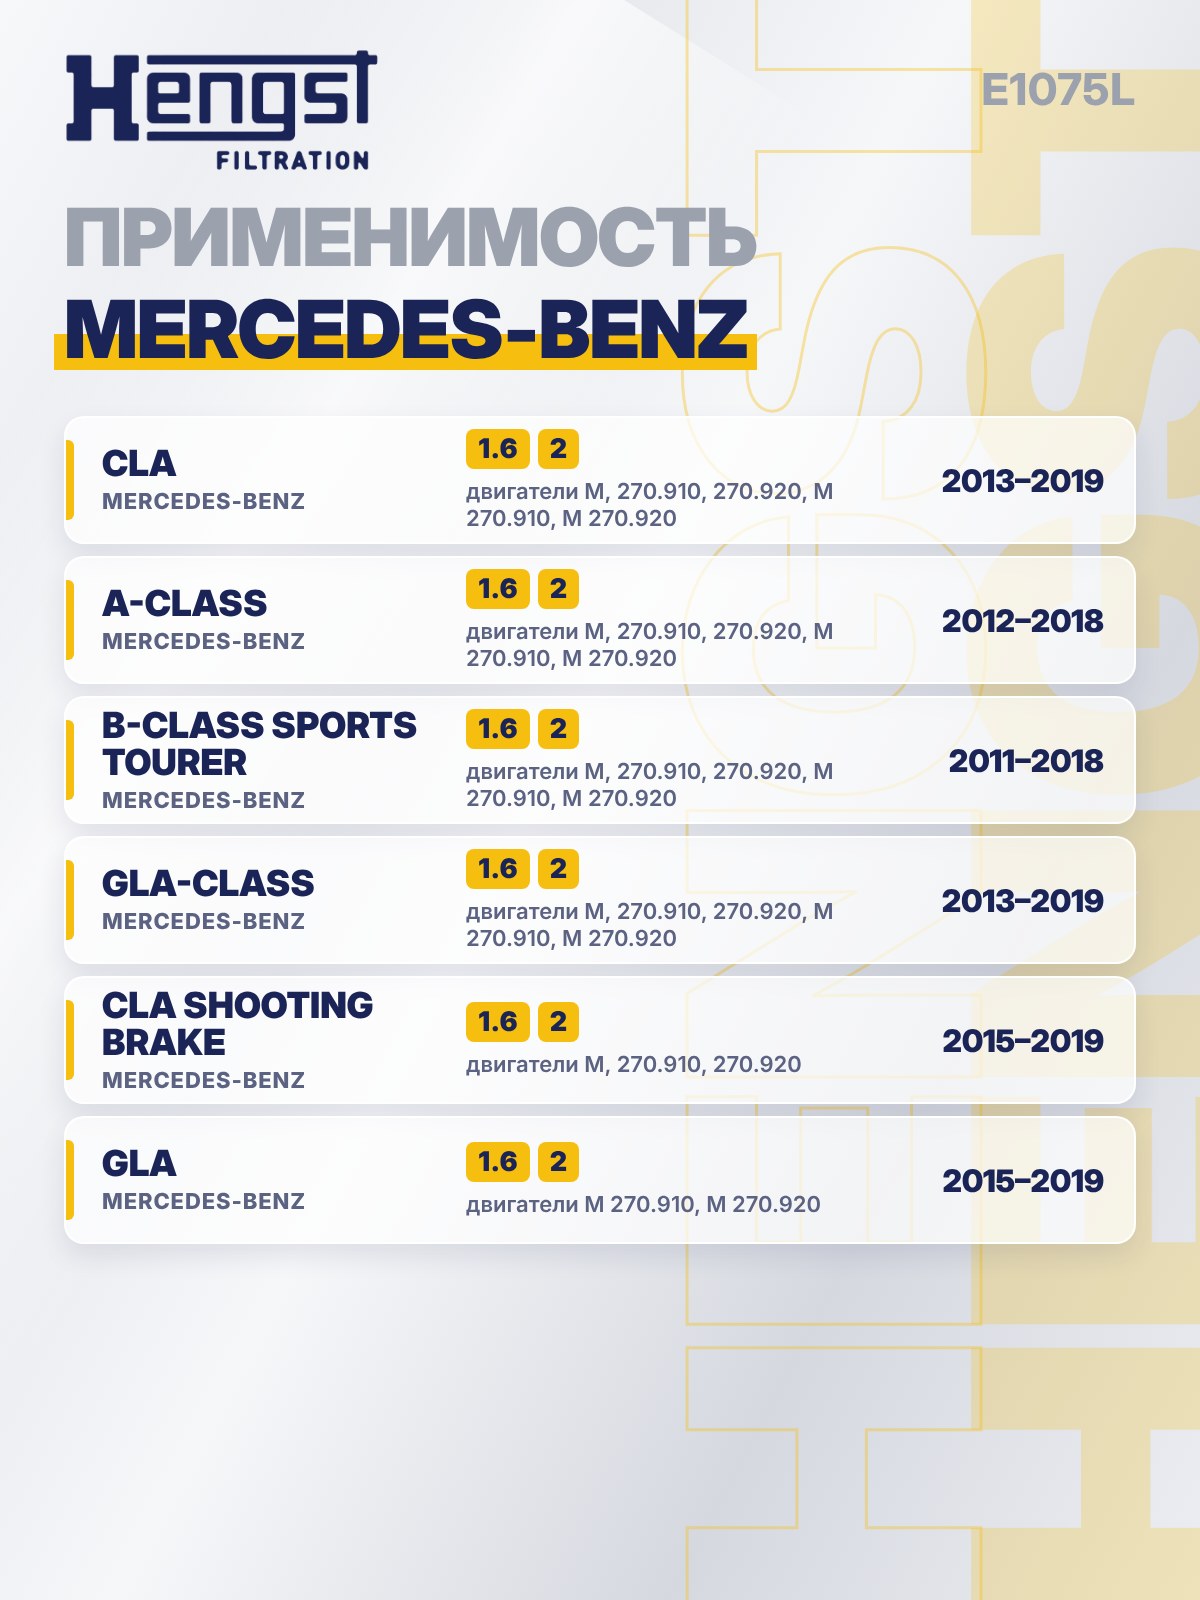 Hengst
FILTRATION
E1075L
ПРИМЕНИМОСТЬ
MERCEDES-BENZ
CLA
MERCEDES-BENZ
1.6 2
двигатели M, 270.910, 270.920, M
270.910, M 270.920
2013–2019
A-CLASS
MERCEDES-BENZ
1.6 2
двигатели M, 270.910, 270.920, M
270.910, M 270.920
2012–2018
B-CLASS SPORTS
TOURER
MERCEDES-BENZ
1.6 2
двигатели M, 270.910, 270.920, M
270.910, M 270.920
2011–2018
GLA-CLASS
MERCEDES-BENZ
1.6 2
двигатели M, 270.910, 270.920, M
270.910, M 270.920
2013–2019
CLA SHOOTING
BRAKE
MERCEDES-BENZ
1.6 2
двигатели M, 270.910, 270.920
2015–2019
GLA
MERCEDES-BENZ
1.6 2
двигатели M 270.910, M 270.920
2015–2019
HENGST
HENGST